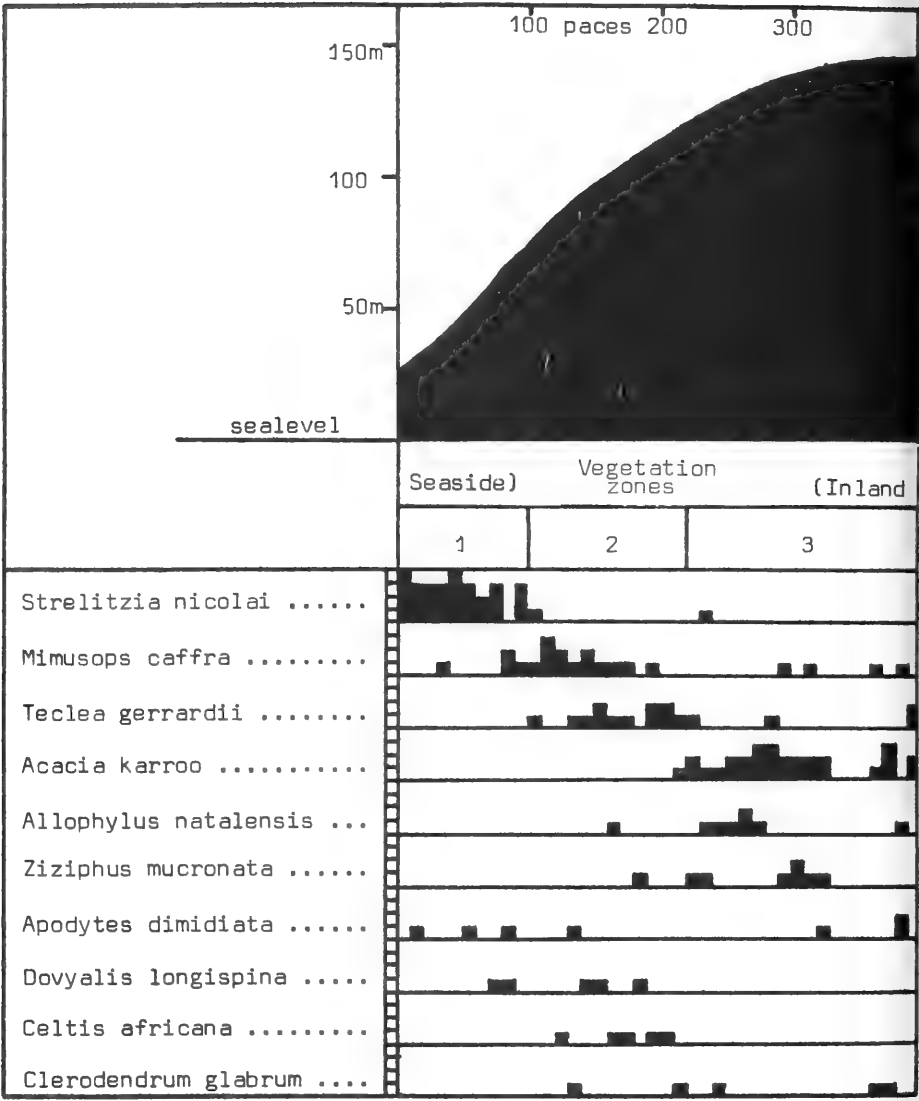 100 paces 200 300
150m
100
50m
sealevel
Seaside) Vegetation zones (Inland
1 2 3
Strelitzia nicolai ......
Mimusops caffra .........
Teclea gerrardii ........
Acacia karroo ...........
Allophylus natalensis ...
Ziziphus mucronata ......
Apodytes dimidiata ......
Dovyalis longispina .....
Celtis africana .........
Clerodendrum glabrum ....